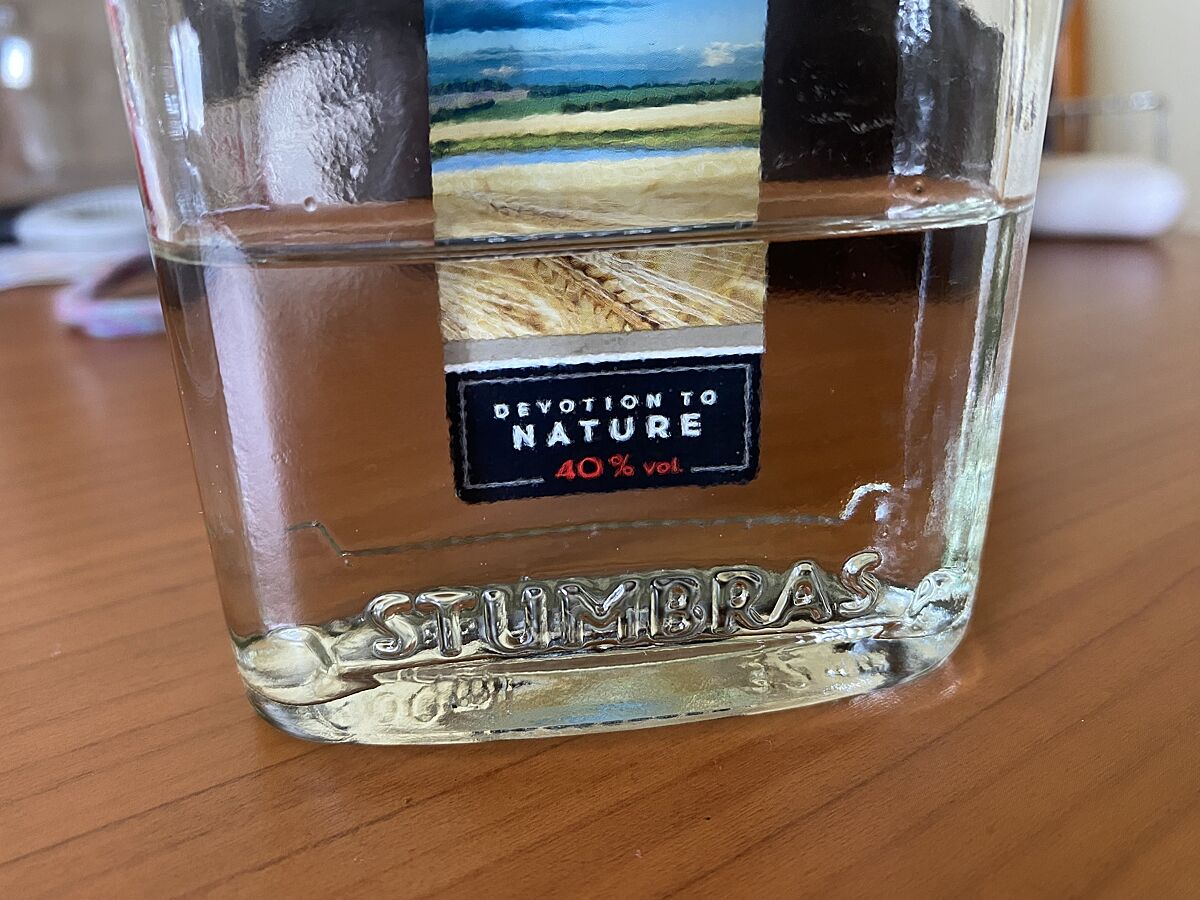 DEVOTION TO
NATURE
40% vol.
STUMBRAS